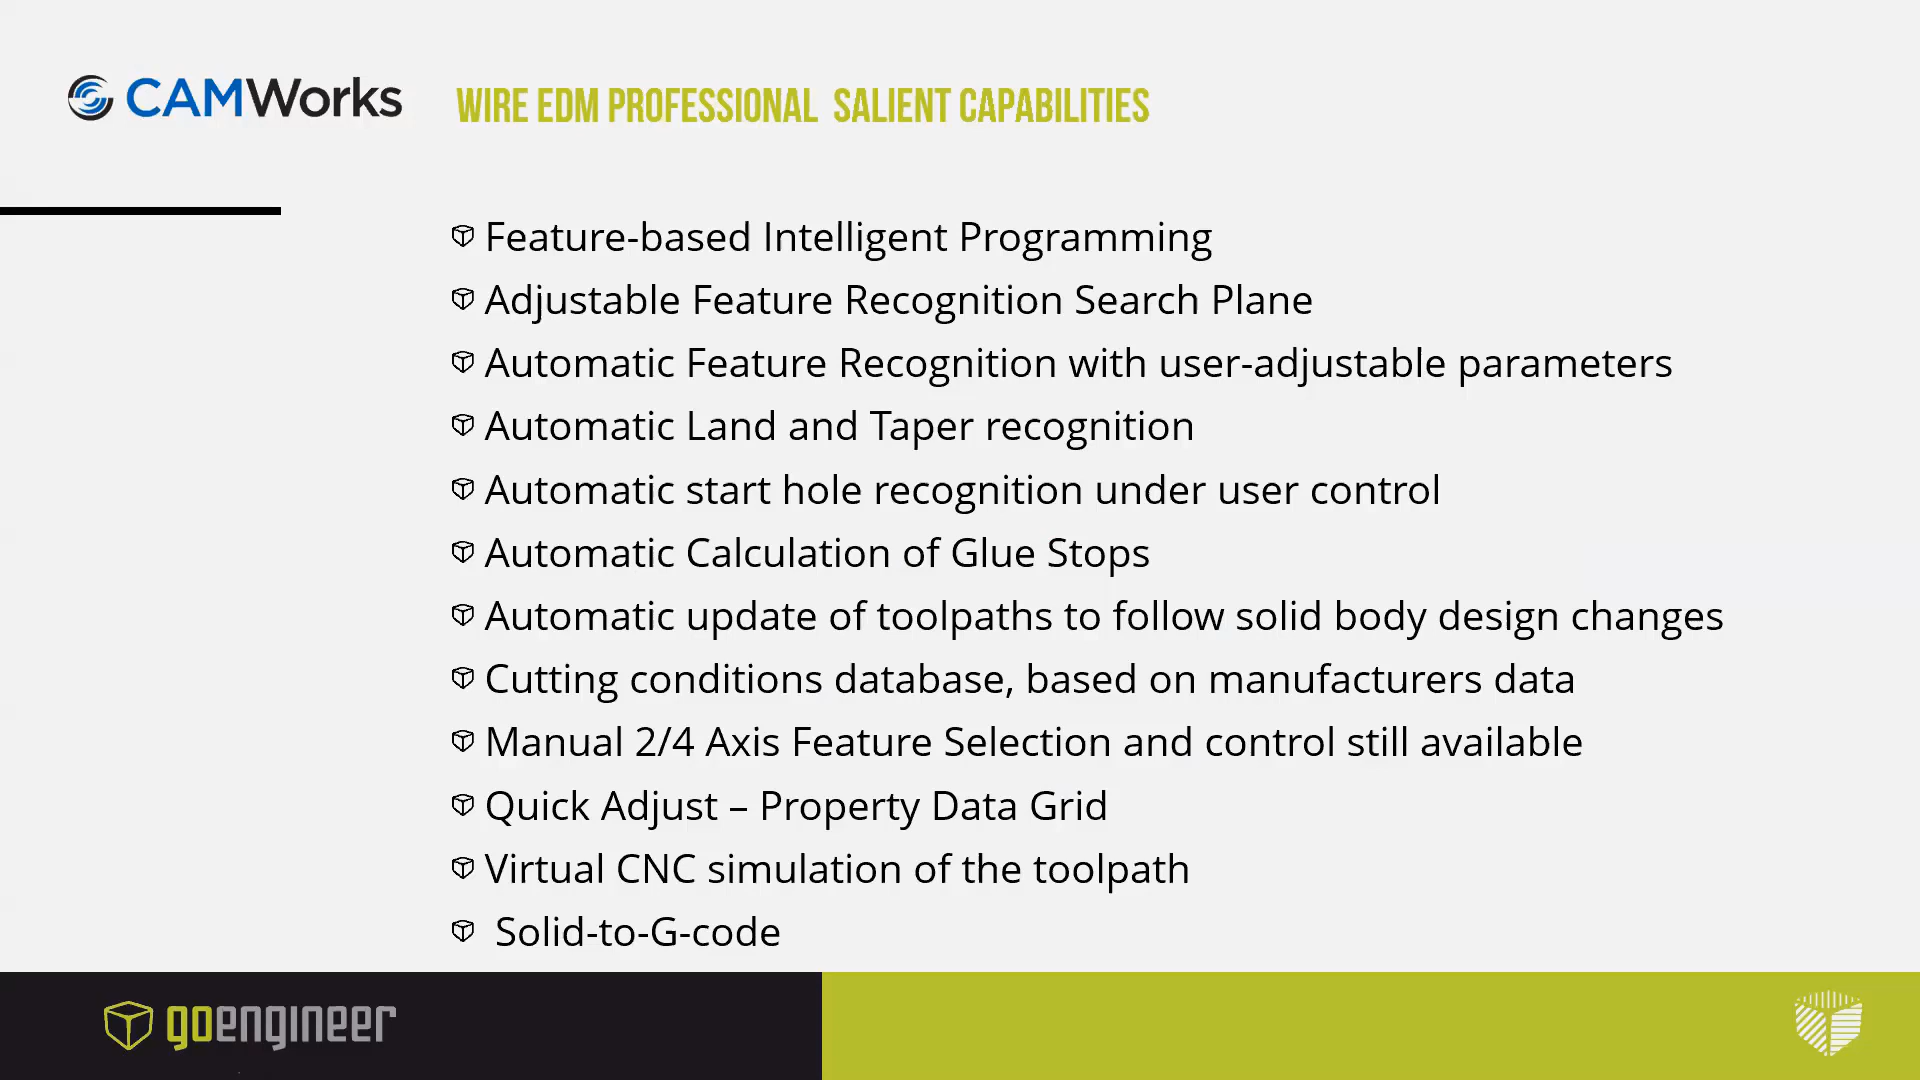 CAMWorks
WIRE EDM PROFESSIONAL SALIENT CAPABILITIES
Feature-based Intelligent Programming
Adjustable Feature Recognition Search Plane
Automatic Feature Recognition with user-adjustable parameters
Automatic Land and Taper recognition
Automatic start hole recognition under user control
Automatic Calculation of Glue Stops
Automatic update of toolpaths to follow solid body design changes
Cutting conditions database, based on manufacturers data
Manual 2/4 Axis Feature Selection and control still available
Quick Adjust – Property Data Grid
Virtual CNC simulation of the toolpath
Solid-to-G-code
goengineer